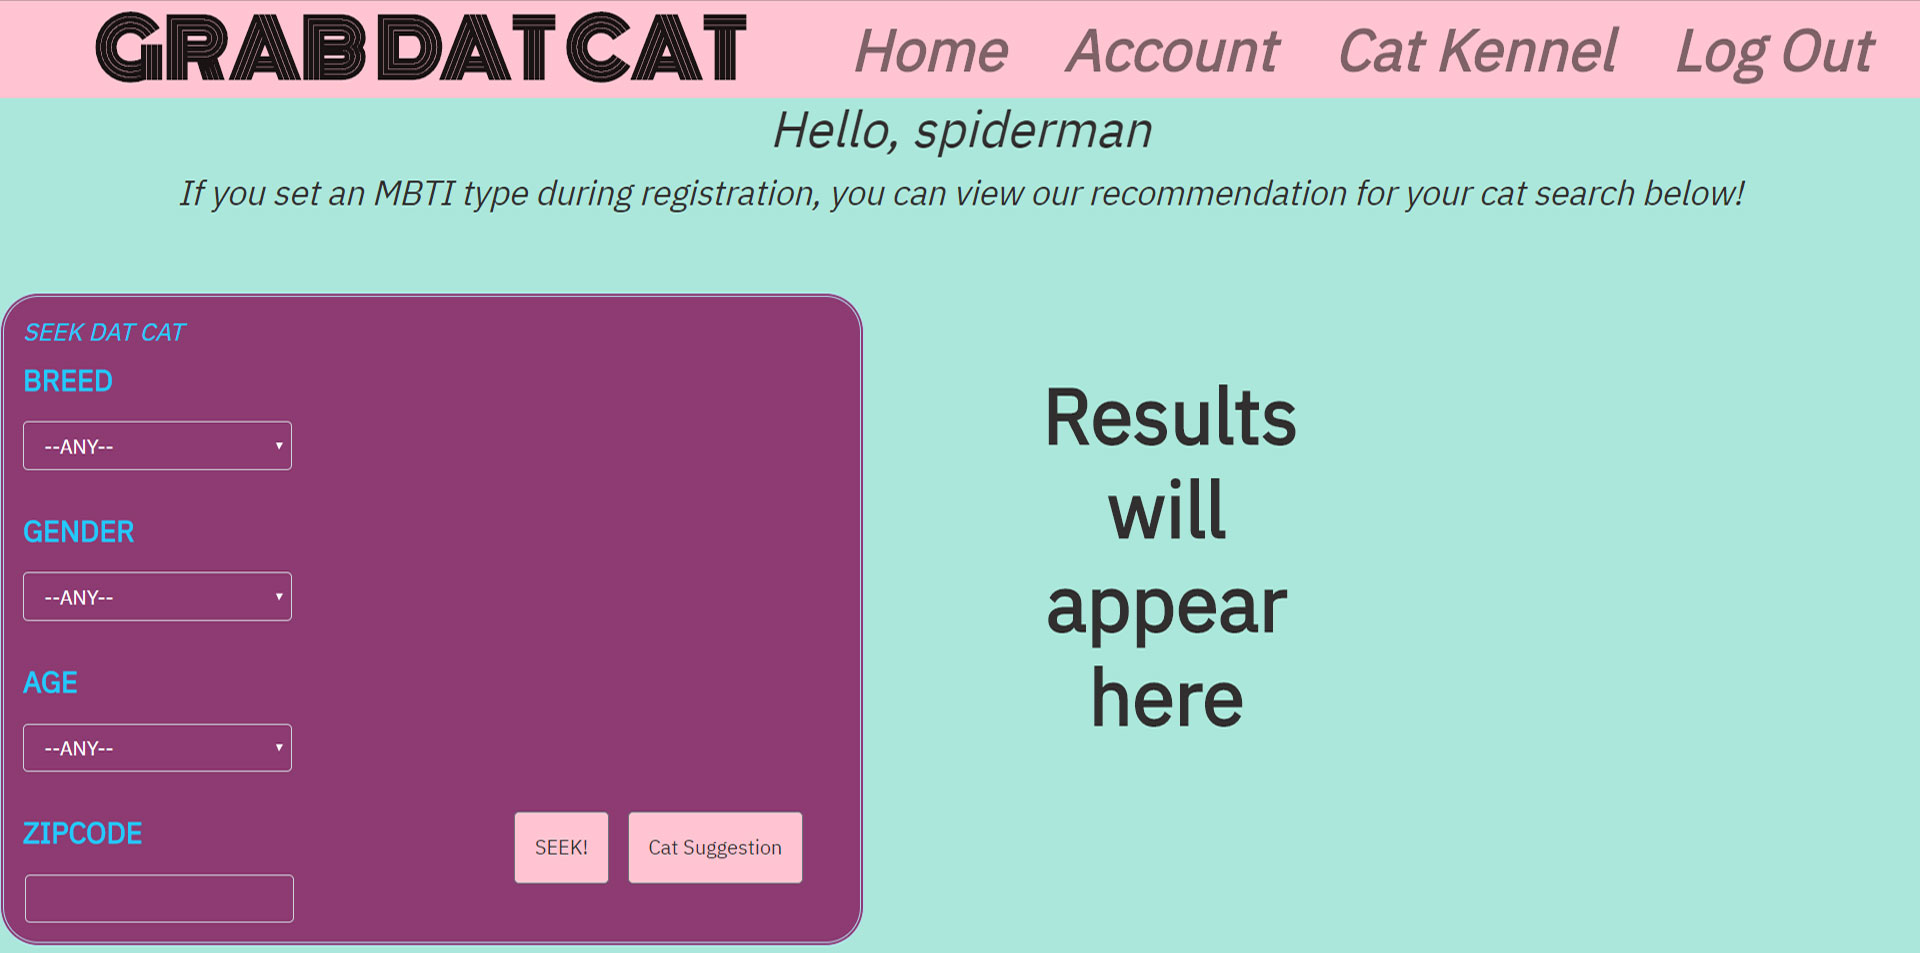 GRABDATCAT Home Account Cat Kennel Log Out
Hello, spiderman
If you set an MBTI type during registration, you can view our recommendation for your cat search below!
SEEK DAT CAT
BREED
--ANY--
GENDER
--ANY--
AGE
--ANY--
ZIPCODE
SEEK! Cat Suggestion
Results
will
appear
here